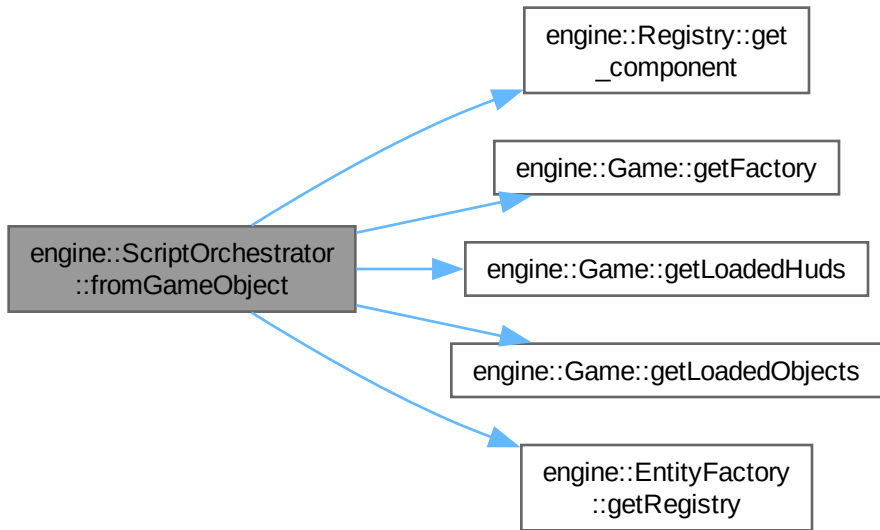 engine::Registry::get
_component
engine::Game::getFactory
engine::ScriptOrchestrator
::fromGameObject
engine::Game::getLoadedHuds
engine::Game::getLoadedObjects
engine::EntityFactory
::getRegistry